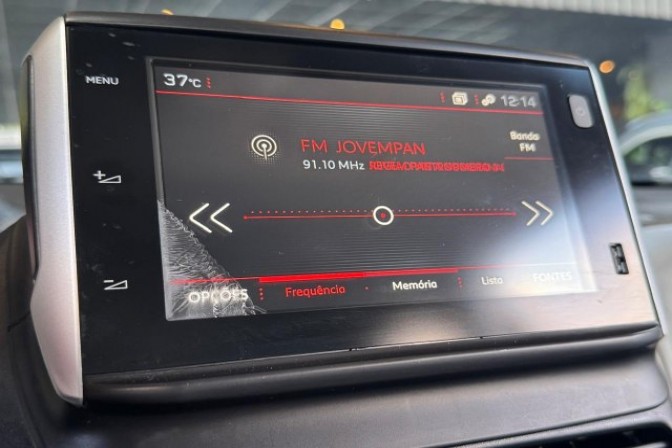 MENU
37°C
12:14
FM JOVEMPAN
Banda
FM
91.10 MHz
OPÇÕES
Frequência
Memória
Lista
FONTES